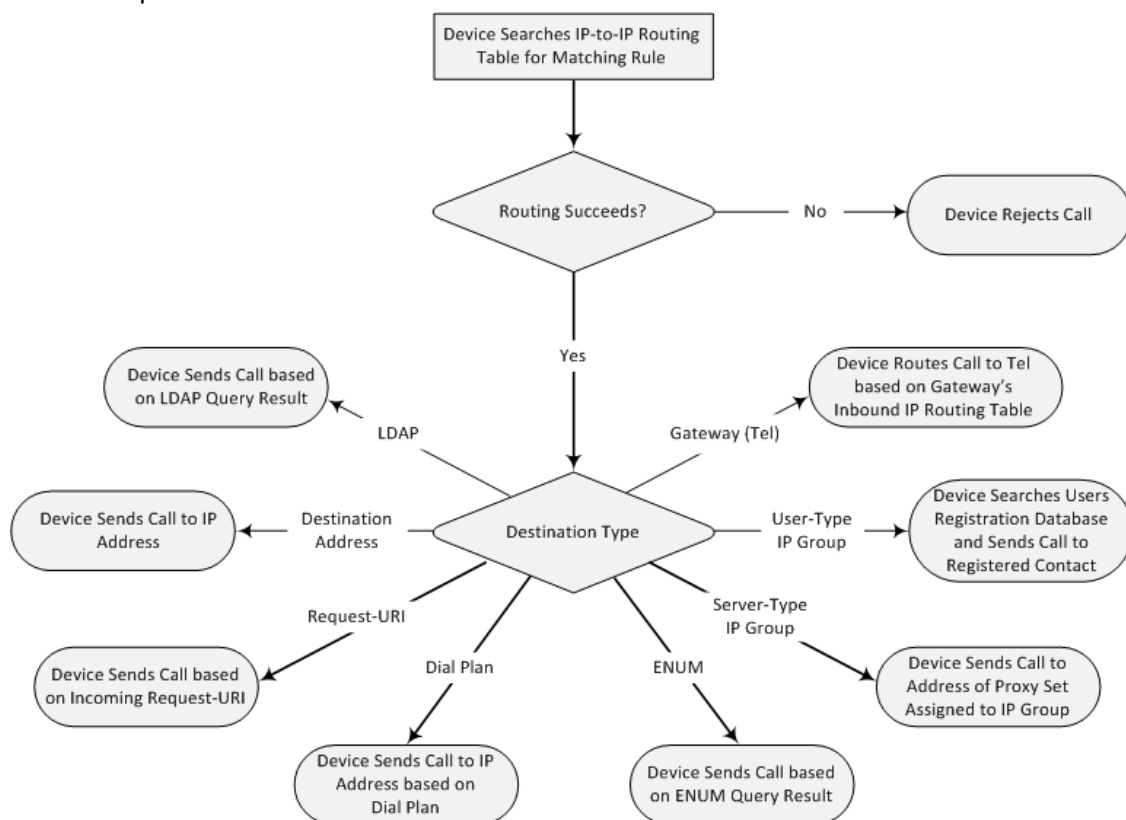 Device Searches IP-to-IP Routing
Table for Matching Rule
Routing Succeeds?
No
Device Rejects Call
Yes
Device Sends Call based
on LDAP Query Result
LDAP
Device Routes Call to Tel
based on Gateway's
Inbound IP Routing Table
Gateway (Tel)
Device Sends Call to IP
Address
Destination
Address
Destination Type
User-Type
IP Group
Device Searches Users
Registration Database
and Sends Call to
Registered Contact
Request-URI
Device Sends Call based
on Incoming Request-URI
Dial Plan
Device Sends Call to IP
Address based on
Dial Plan
ENUM
Device Sends Call based
on ENUM Query Result
Server-Type
IP Group
Device Sends Call to
Address of Proxy Set
Assigned to IP Group